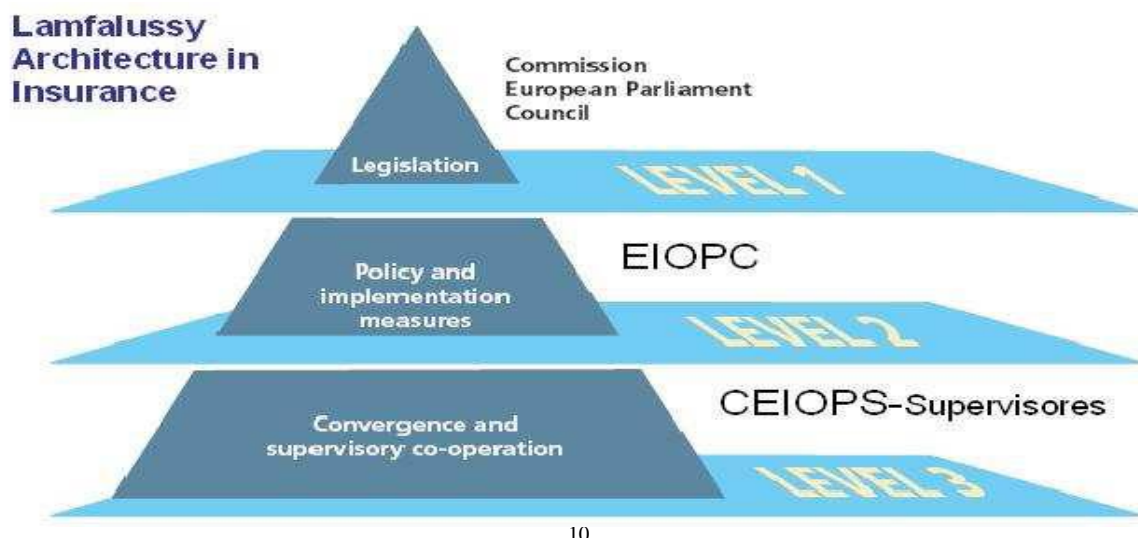 Lamfalussy
Architecture in
Insurance
Commission
European Parliament
Council
Legislation
LEVEL 1
EIOPC
Policy and
implementation
measures
LEVEL 2
CEIOPS-Supervisores
Convergence and
supervisory co-operation
LEVEL 3
10